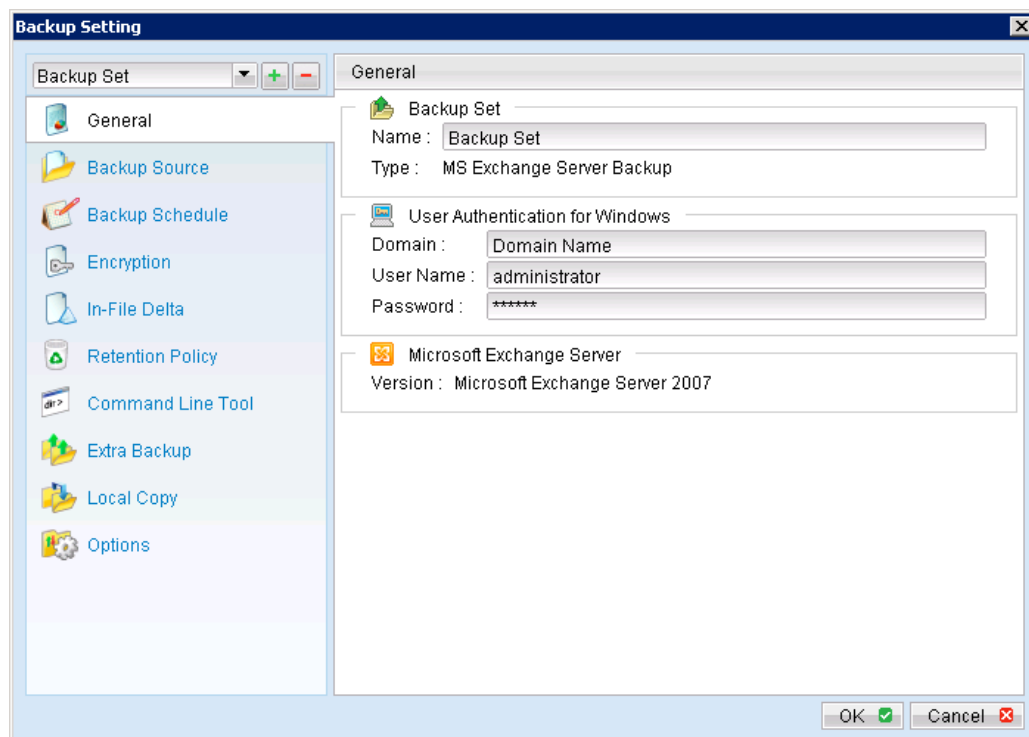 Backup Setting
Backup Set
General
Backup Source
Backup Schedule
Encryption
In-File Delta
Retention Policy
dir>
Command Line Tool
Extra Backup
Local Copy
Options
General
Backup Set
Name : Backup Set
Type : MS Exchange Server Backup
User Authentication for Windows
Domain : Domain Name
User Name : administrator
Password : ******
Microsoft Exchange Server
Version : Microsoft Exchange Server 2007
OK Cancel